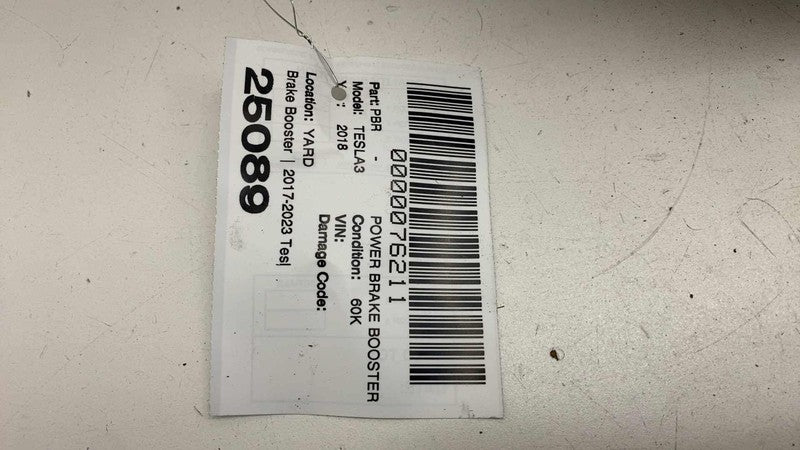 0000076211
Part: PBR - POWER BRAKE BOOSTER
Model: TESLA3 Condition: 60K
: 2018 VIN:
Damage Code:
Location: YARD
Brake Booster | 2017-2023 Tesl
25089